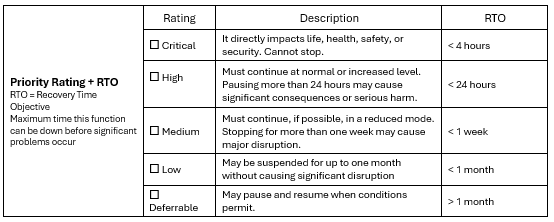 Rating Description RTO
Priority Rating + RTO
RTO = Recovery Time
Objective
Maximum time this function
can be down before significant
problems occur
☐ Critical
It directly impacts life, health, safety, or
security. Cannot stop.
< 4 hours
☐ High
Must continue at normal or increased level.
Pausing more than 24 hours may cause
significant consequences or serious harm.
< 24 hours
☐ Medium
Must continue, if possible, in a reduced mode.
Stopping for more than one week may cause
major disruption.
< 1 week
☐ Low
May be suspended for up to one month
without causing significant disruption
< 1 month
☐
Deferrable
May pause and resume when conditions
permit.
> 1 month